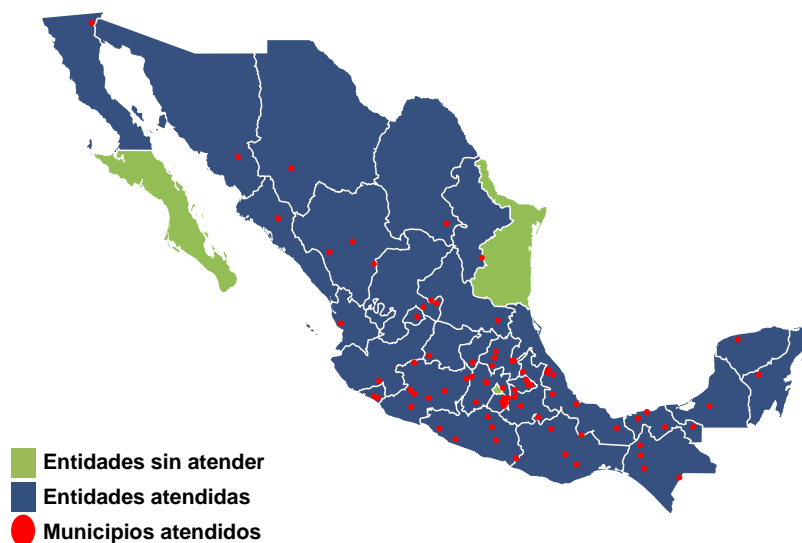 Entidades sin atender
Entidades atendidas
Municipios atendidos